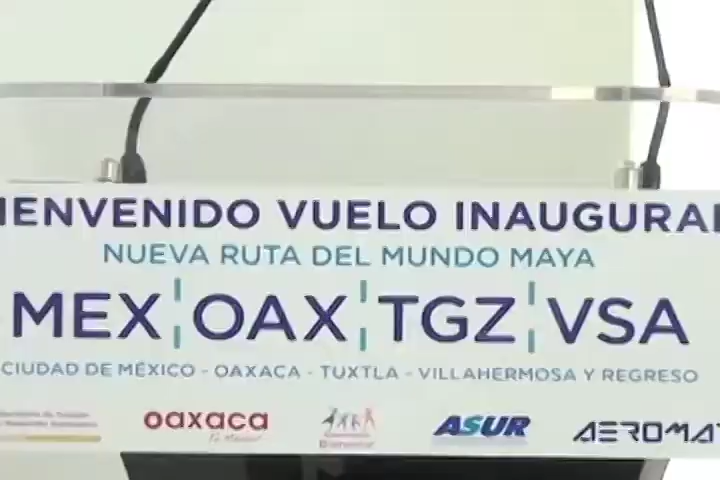 IENVENIDO VUELO INAUGURA
NUEVA RUTA DEL MUNDO MAYA
MEX OAX TGZ VSA
CIUDAD DE MÉXICO - OAXACA - TUXTLA - VILLAHERMOSA Y REGRESO
oaxaca ASUR AEROMA